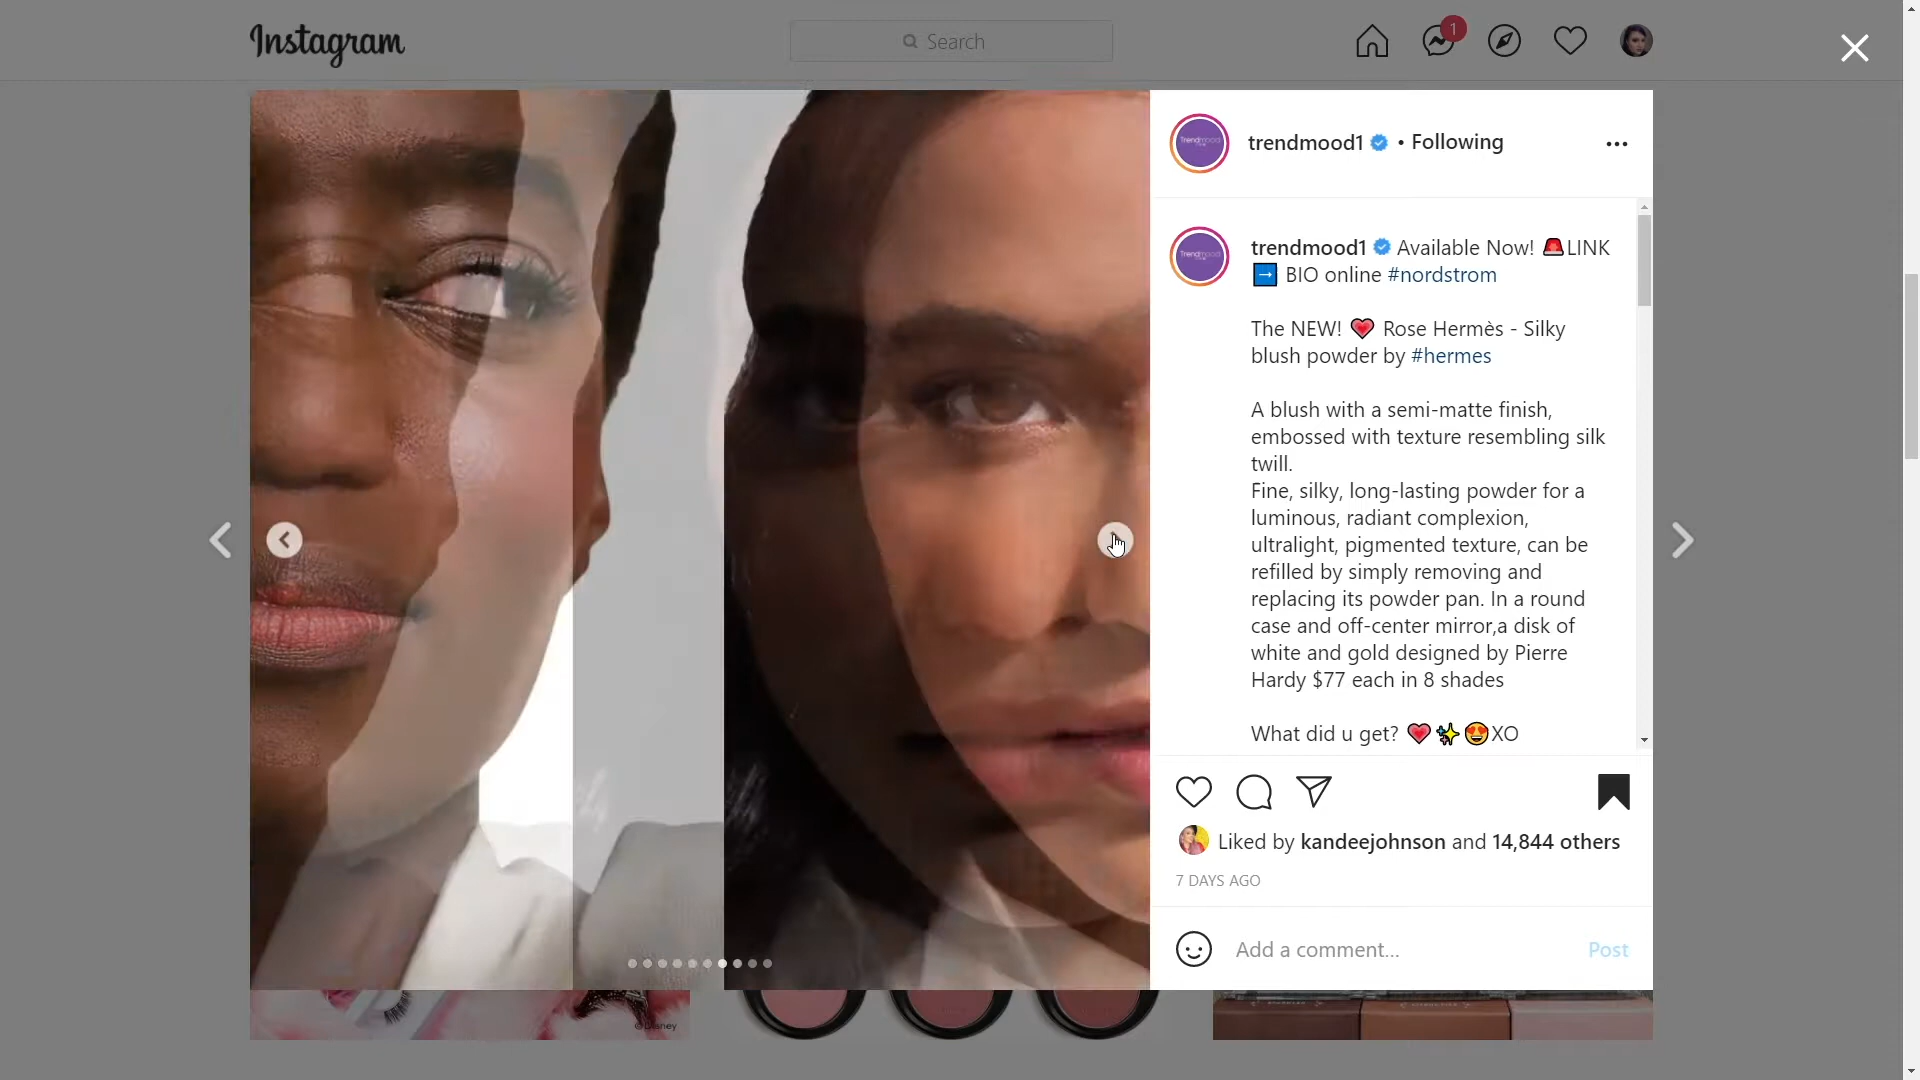 Instagram
Search
1
trendmood1 • Following
trendmood1 Available Now! 🚨LINK
➡️ BIO online #nordstrom
The NEW! 💗 Rose Hermès - Silky
blush powder by #hermes
A blush with a semi-matte finish,
embossed with texture resembling silk
twill.
Fine, silky, long-lasting powder for a
luminous, radiant complexion,
ultralight, pigmented texture, can be
refilled by simply removing and
replacing its powder pan. In a round
case and off-center mirror,a disk of
white and gold designed by Pierre
Hardy $77 each in 8 shades
What did u get? 💗✨😍XO
Liked by kandeejohnson and 14,844 others
7 DAYS AGO
Add a comment...
Post
©Disney